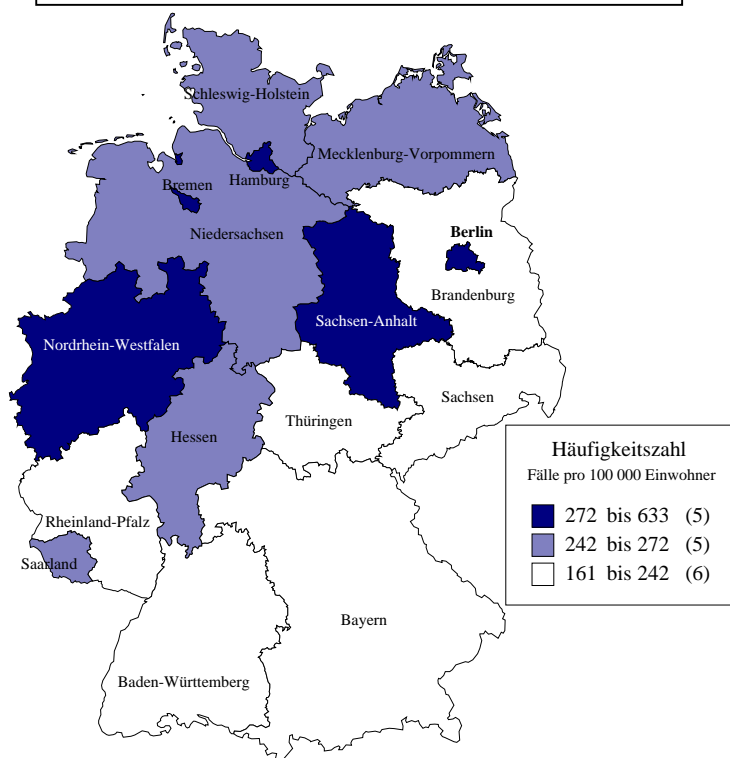 Schleswig-Holstein
Mecklenburg-Vorpommern
Hamburg
Bremen
Niedersachsen
Berlin
Brandenburg
Sachsen-Anhalt
Nordrhein-Westfalen
Sachsen
Thüringen
Hessen
Rheinland-Pfalz
Saarland
Bayern
Baden-Württemberg
Häufigkeitszahl
Fälle pro 100 000 Einwohner
272 bis 633 (5)
242 bis 272 (5)
161 bis 242 (6)